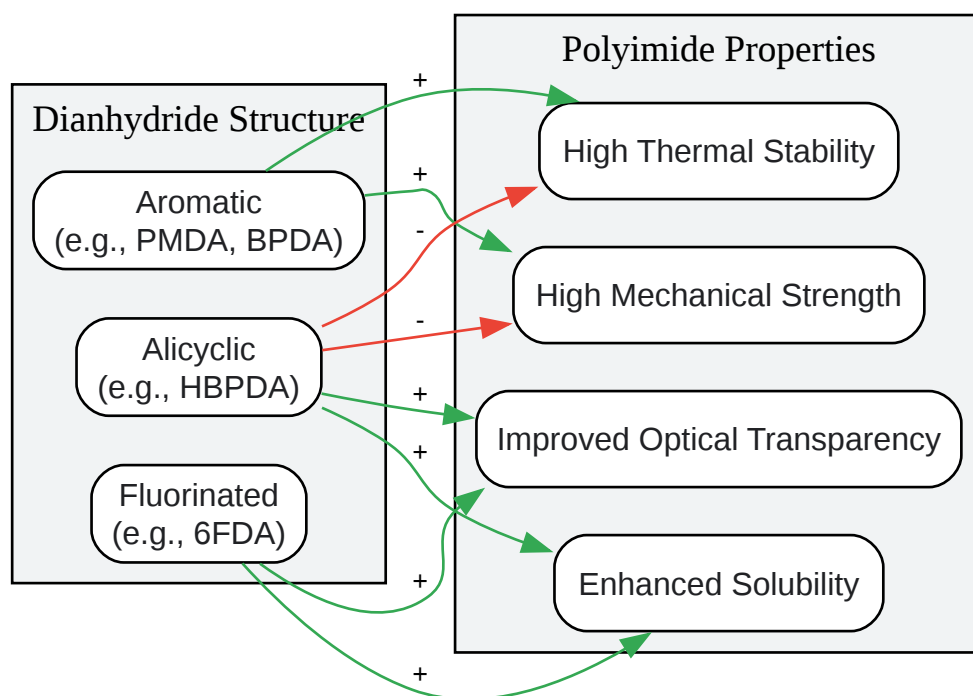 Dianhydride Structure
Aromatic
(e.g., PMDA, BPDA)
Alicyclic
(e.g., HBPDA)
Fluorinated
(e.g., 6FDA)
+
+
-
-
+
+
+
+
Polyimide Properties
High Thermal Stability
High Mechanical Strength
Improved Optical Transparency
Enhanced Solubility